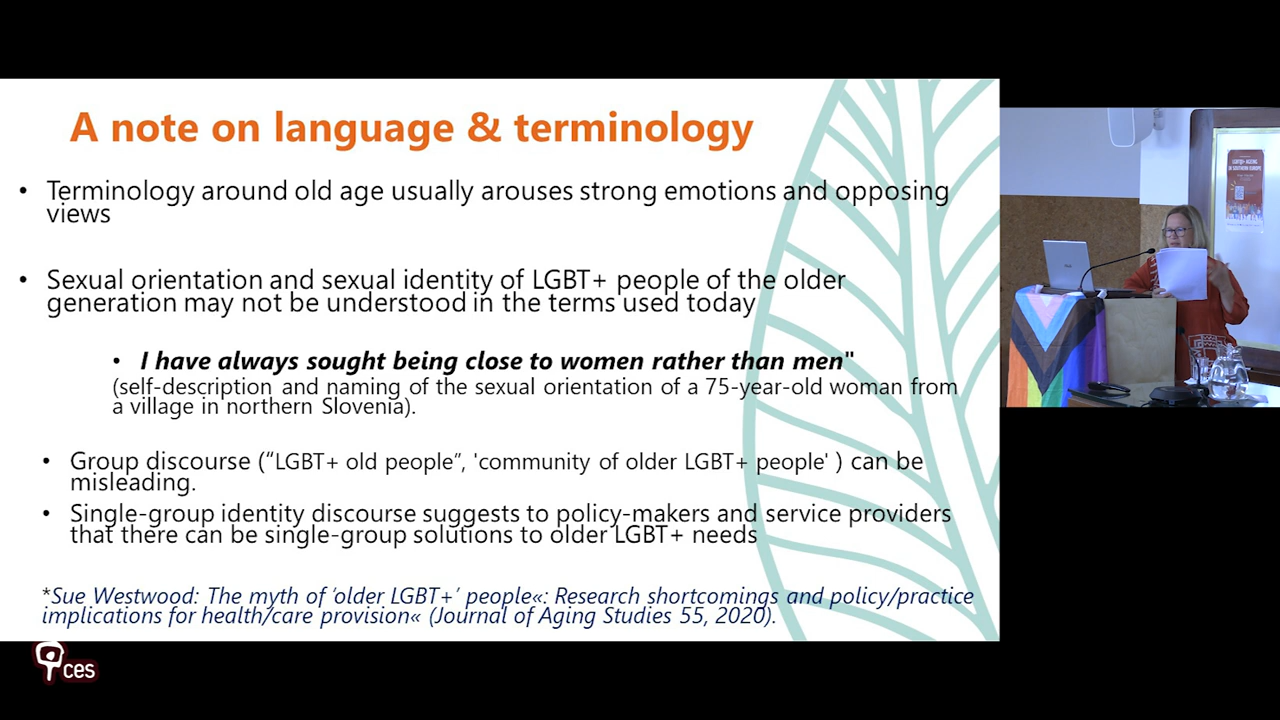 A note on language & terminology
• Terminology around old age usually arouses strong emotions and opposing
views
• Sexual orientation and sexual identity of LGBT+ people of the older
generation may not be understood in the terms used today
• I have always sought being close to women rather than men"
(self-description and naming of the sexual orientation of a 75-year-old woman from
a village in northern Slovenia).
• Group discourse (“LGBT+ old people”, 'community of older LGBT+ people' ) can be
misleading.
• Single-group identity discourse suggests to policy-makers and service providers
that there can be single-group solutions to older LGBT+ needs
*Sue Westwood: The myth of ‘older LGBT+’ people«: Research shortcomings and policy/practice
implications for health/care provision« (Journal of Aging Studies 55, 2020).
LGBTQI+ AGEING
IN SOUTHERN EUROPE
ces